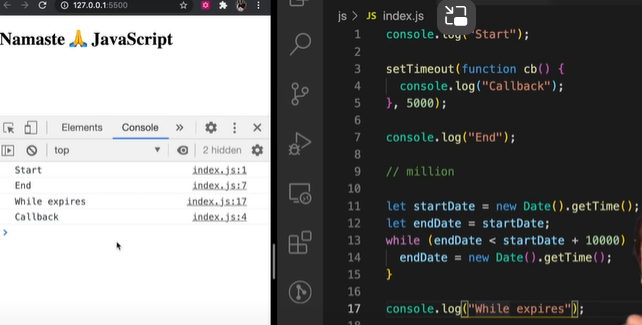 127.0.0.1:5500
Namaste 🙏 JavaScript
Elements Console »
top 2 hidden
Start index.js:1
End index.js:7
While expires index.js:17
Callback index.js:4
>
js > JS index.js
1 console.log("Start");
2
3 setTimeout(function cb() {
4 console.log("Callback");
5 }, 5000);
6
7 console.log("End");
8
9 // million
10
11 let startDate = new Date().getTime();
12 let endDate = startDate;
13 while (endDate < startDate + 10000)
14 endDate = new Date().getTime();
15 }
16
17 console.log("While expires");
18